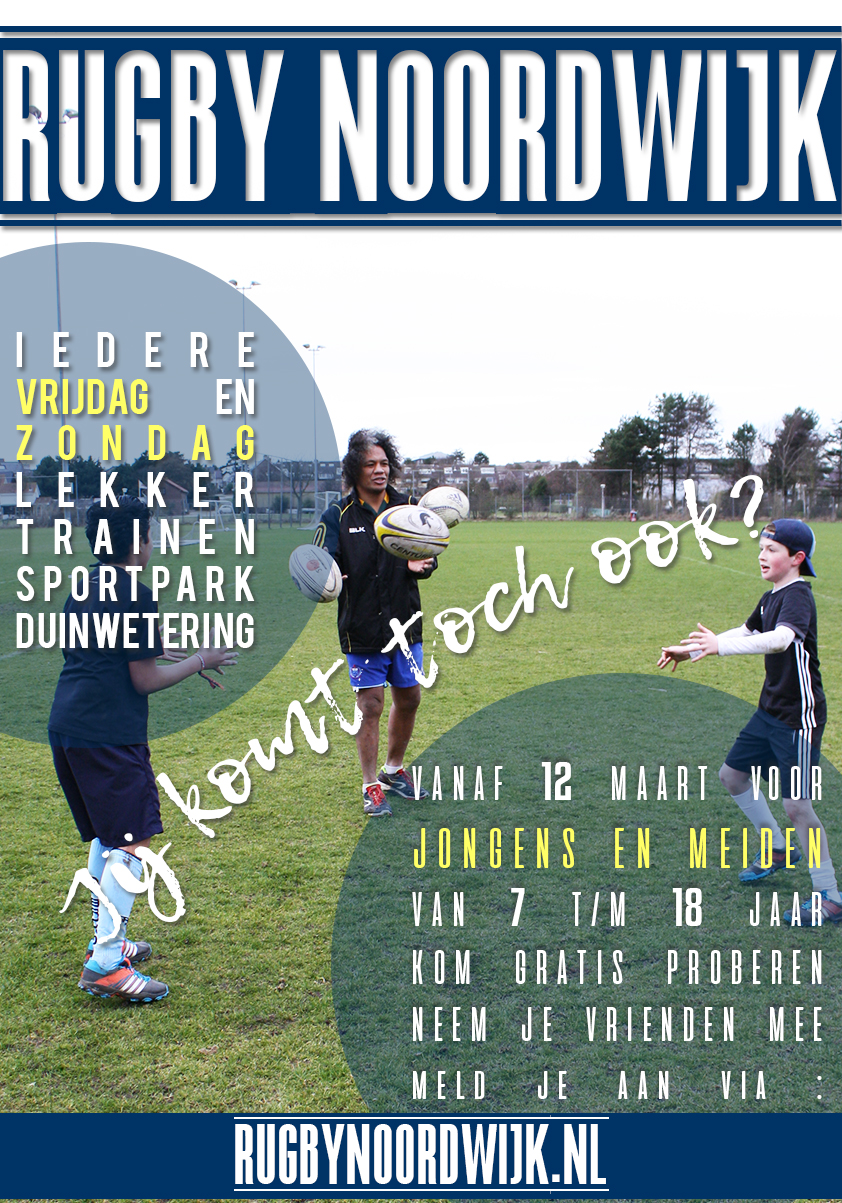 RUGBY NOORDWIJK
IEDERE
VRIJDAG EN
ZONDAG
LEKKER
TRAINEN
SPORTPARK
DUINWETERING
BLK
CENTU
Jij komt toch ook?
VANAF 12 MAART VOOR
JONGENS EN MEIDEN
VAN 7 T/M 18 JAAR
KOM GRATIS PROBEREN
NEEM JE VRIENDEN MEE
MELD JE AAN VIA :
RUGBYNOORDWIJK.NL